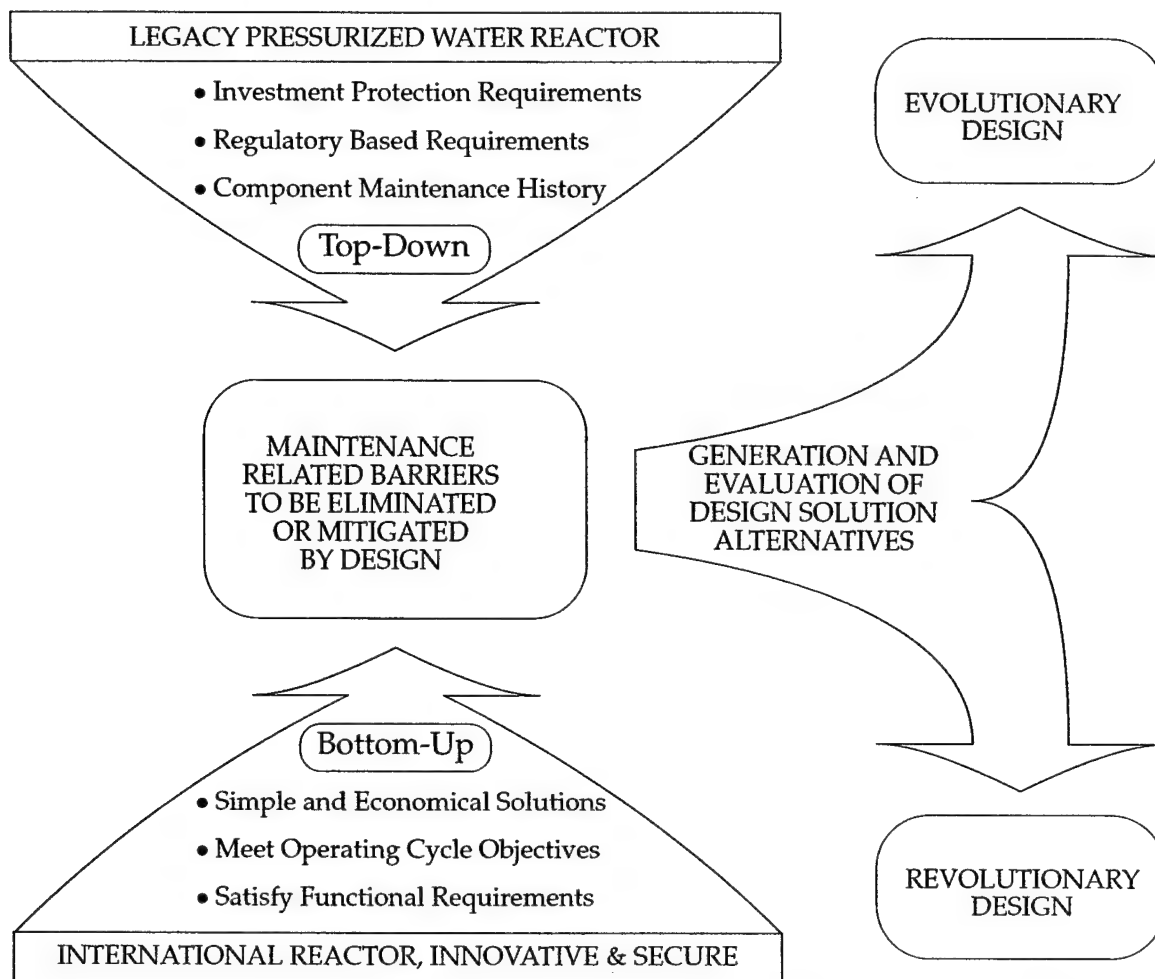 LEGACY PRESSURIZED WATER REACTOR
• Investment Protection Requirements
• Regulatory Based Requirements
• Component Maintenance History
Top-Down
MAINTENANCE
RELATED BARRIERS
TO BE ELIMINATED
OR MITIGATED
BY DESIGN
Bottom-Up
• Simple and Economical Solutions
• Meet Operating Cycle Objectives
• Satisfy Functional Requirements
INTERNATIONAL REACTOR, INNOVATIVE & SECURE
GENERATION AND
EVALUATION OF
DESIGN SOLUTION
ALTERNATIVES
EVOLUTIONARY
DESIGN
REVOLUTIONARY
DESIGN